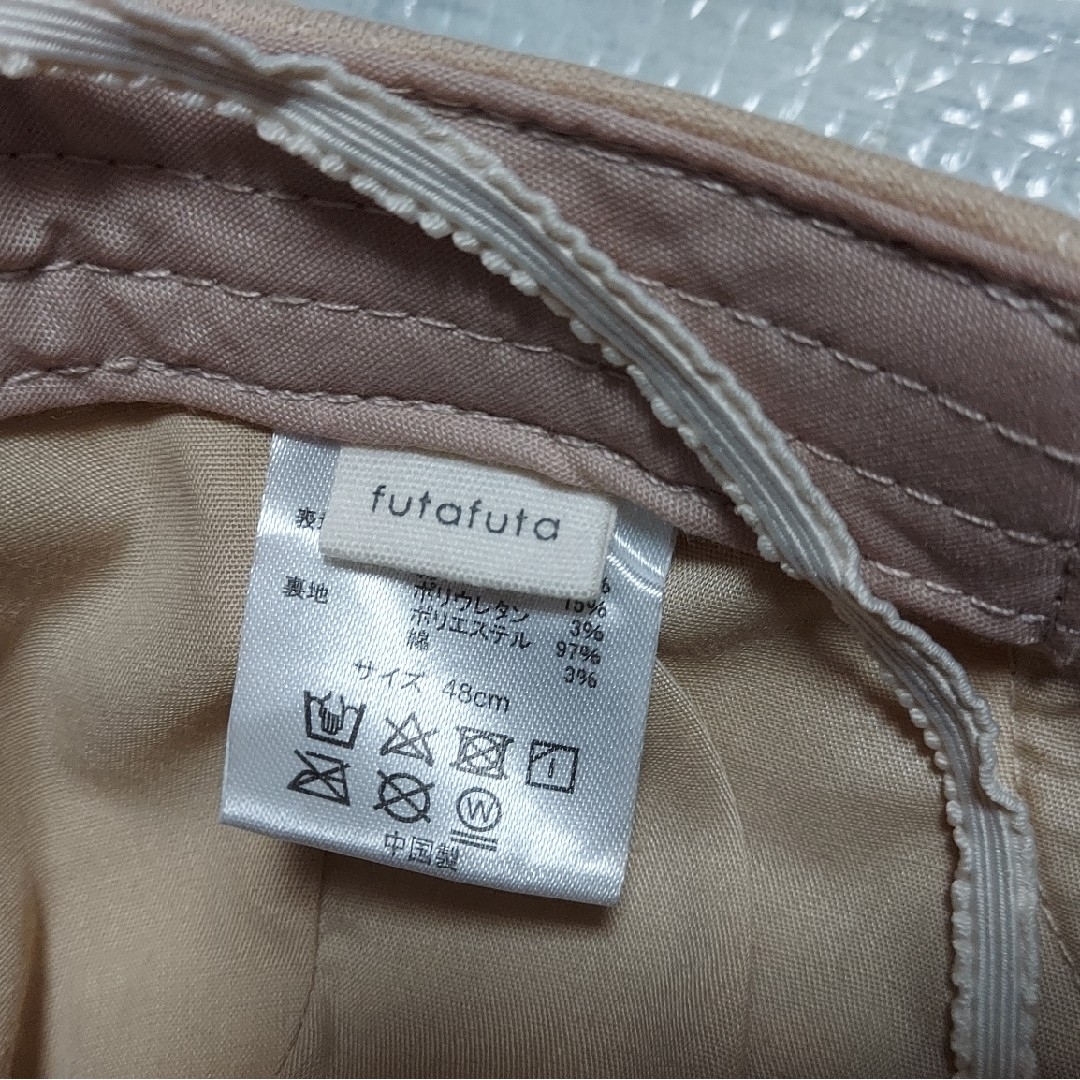 futafuta
表
%
15%
裏地 ポリウレタン 3%
ポリエステル 97%
綿 3%
サイズ 48cm
W
中国製